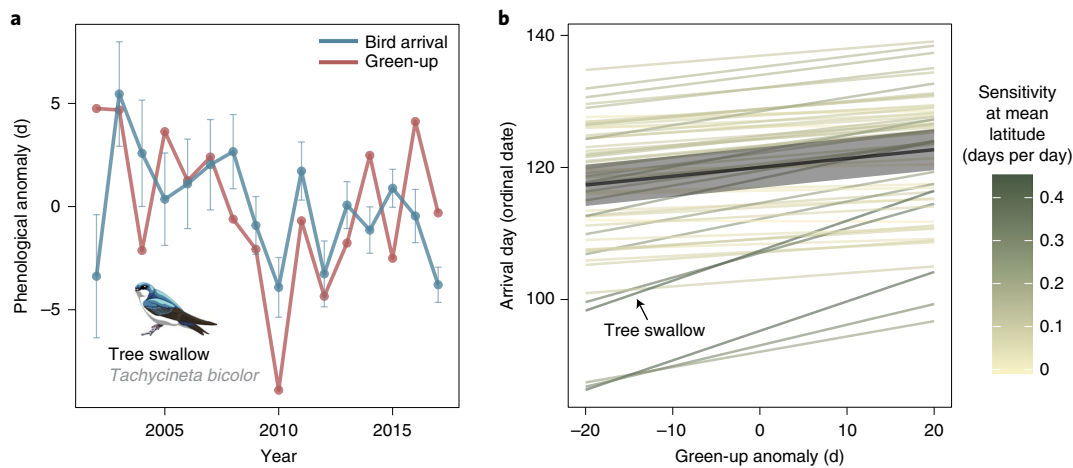 a
Phenological anomaly (d)
5
0
−5
Bird arrival
Green-up
Tree swallow
Tachycineta bicolor
2005
2010
2015
Year
b
Arrival day (ordinal date)
140
120
100
Tree swallow
−20
−10
0
10
20
Green-up anomaly (d)
Sensitivity
at mean
latitude
(days per day)
0.4
0.3
0.2
0.1
0